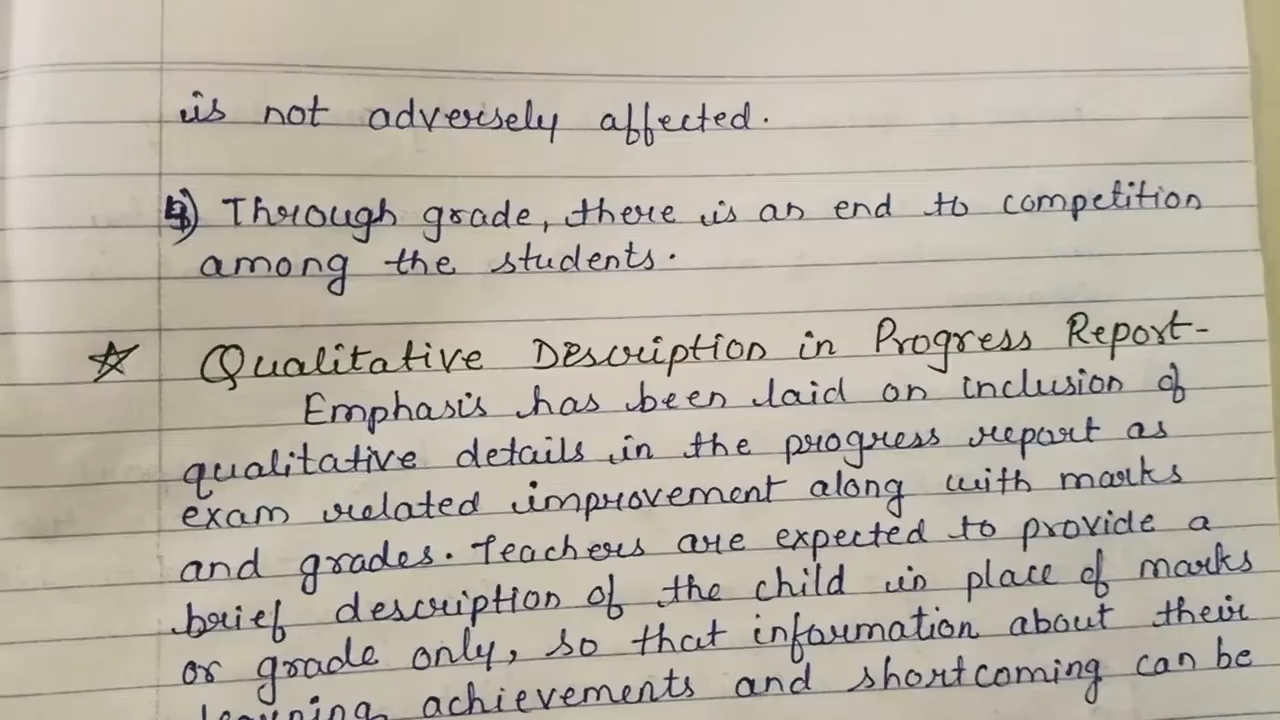 is not adversely affected.
4) Through grade, there is an end to competition
among the students.
☆ Qualitative Description in Progress Report-
Emphasis has been laid on inclusion of
qualitative details in the progress report as
exam related improvement along with marks
and grades. Teachers are expected to provide a
brief description of the child in place of marks
or grade only, so that information about their
learning achievements and shortcoming can be